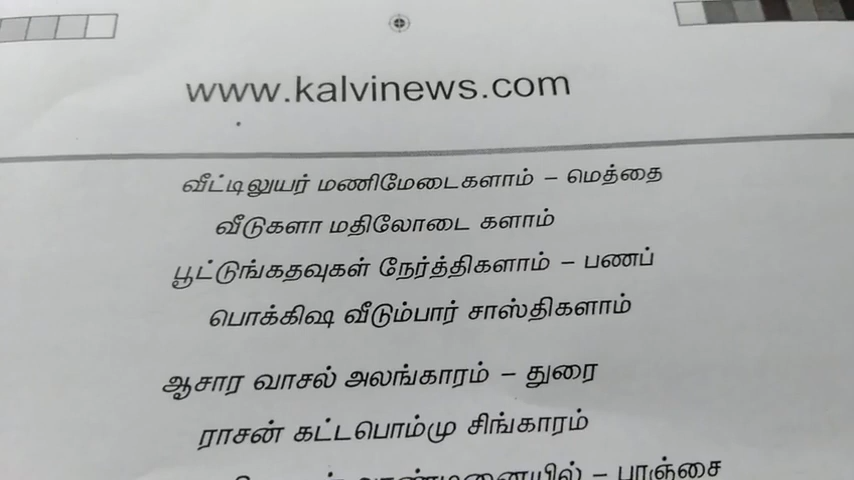 www.kalvinews.com
வீட்டிலுயர் மணிமேடைகளாம் – மெத்தை
வீடுகளா மதிலோடை களாம்
பூட்டுங்கதவுகள் நேர்த்திகளாம் – பணப்
பொக்கிஷ வீடும்பார் சாஸ்திகளாம்
ஆசார வாசல் அலங்காரம் – துரை
ராசன் கட்டபொம்மு சிங்காரம்
– பாஞ்சை